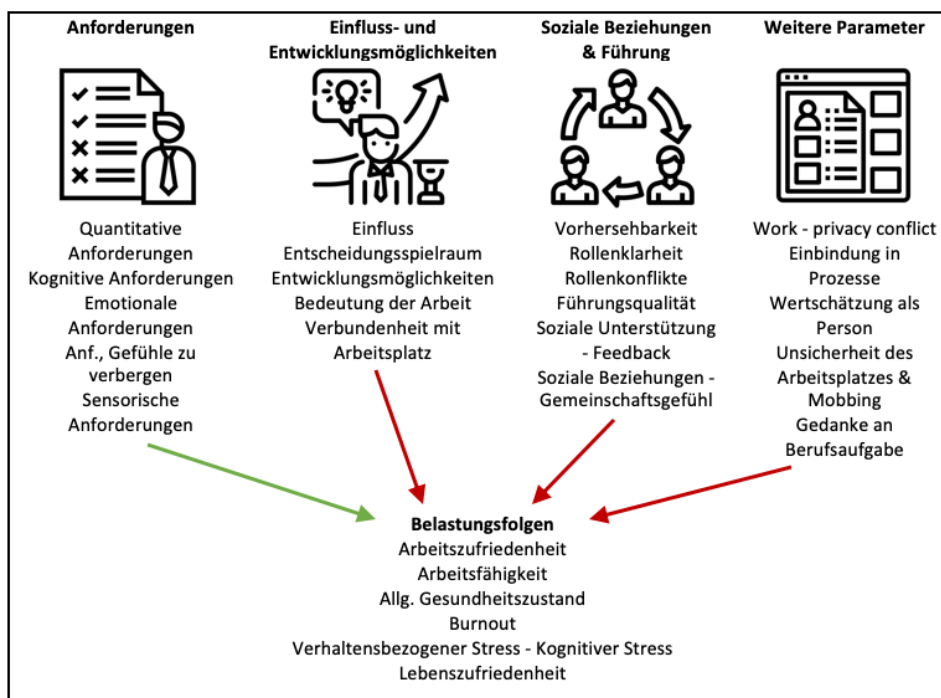 Anforderungen
Quantitative
Anforderungen
Kognitive Anforderungen
Emotionale
Anforderungen
Anf., Gefühle zu
verbergen
Sensorische
Anforderungen
Einfluss- und
Entwicklungsmöglichkeiten
Einfluss
Entscheidungsspielraum
Entwicklungsmöglichkeiten
Bedeutung der Arbeit
Verbundenheit mit
Arbeitsplatz
Soziale Beziehungen
& Führung
Vorhersehbarkeit
Rollenklarheit
Rollenkonflikte
Führungsqualität
Soziale Unterstützung
- Feedback
Soziale Beziehungen -
Gemeinschaftsgefühl
Weitere Parameter
Work - privacy conflict
Einbindung in
Prozesse
Wertschätzung als
Person
Unsicherheit des
Arbeitsplatzes &
Mobbing
Gedanke an
Berufsaufgabe
Belastungsfolgen
Arbeitszufriedenheit
Arbeitsfähigkeit
Allg. Gesundheitszustand
Burnout
Verhaltensbezogener Stress - Kognitiver Stress
Lebenszufriedenheit